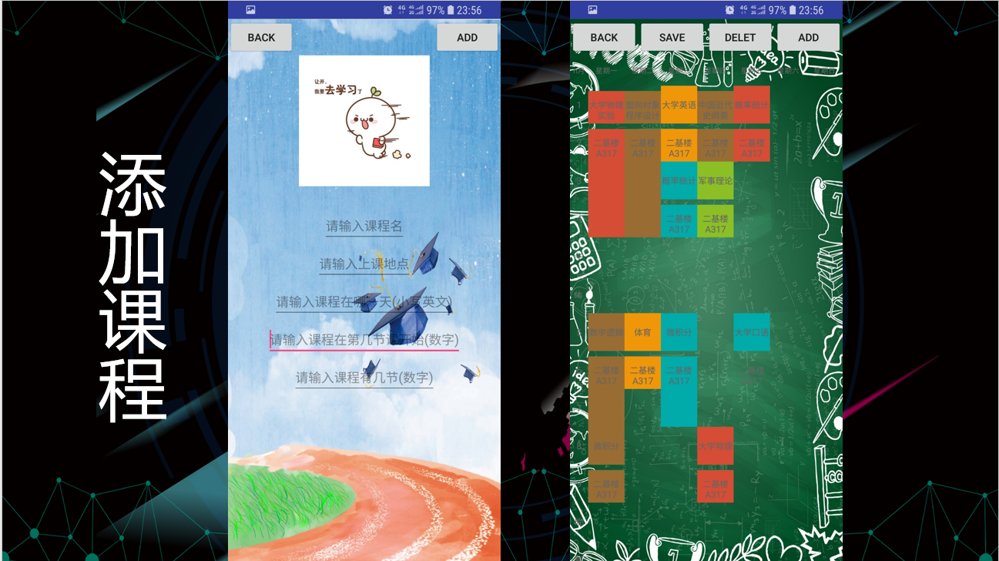 添加课程
97% 23:56
BACK
ADD
让开,
我要去学习了
请输入课程名
请输入上课地点
请输入课程在哪一天(小写英文)
请输入课程在第几节课开始(数字)
请输入课程有几节(数字)
97% 23:56
BACK SAVE DELET ADD
星期一
大学物理
实验
面向对象
程序设计
大学英语
中国近代
史纲要
概率统计
二基楼
A317
二基楼
A317
二基楼
A317
二基楼
A317
二基楼
A317
概率统计
军事理论
二基楼
A317
二基楼
A317
数字逻辑
体育
微积分
大学口语
二基楼
A317
二基楼
A317
二基楼
A317
二基楼
A317
微积分
大学物理
二基楼
A317
二基楼
A317